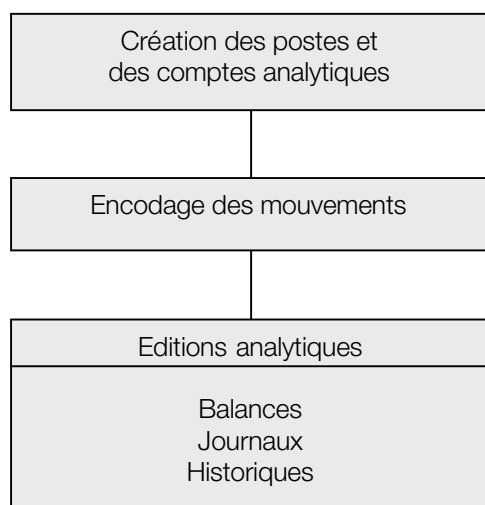 Création des postes et
des comptes analytiques
Encodage des mouvements
Editions analytiques
Balances
Journaux
Historiques